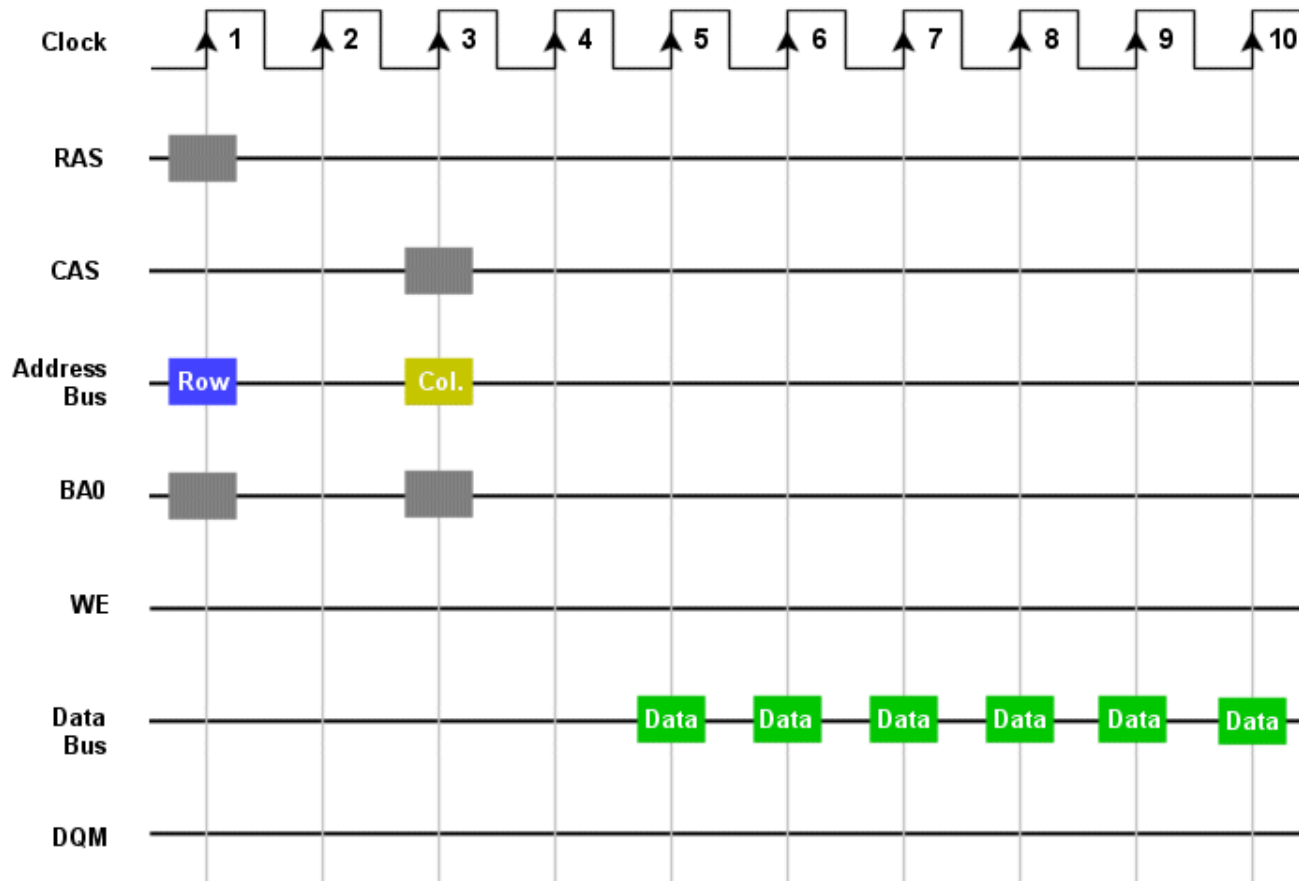 Clock 1 2 3 4 5 6 7 8 9 10
RAS
CAS
Address
Bus
Row Col.
BA0
WE
Data
Bus
Data Data Data Data Data Data
DQM